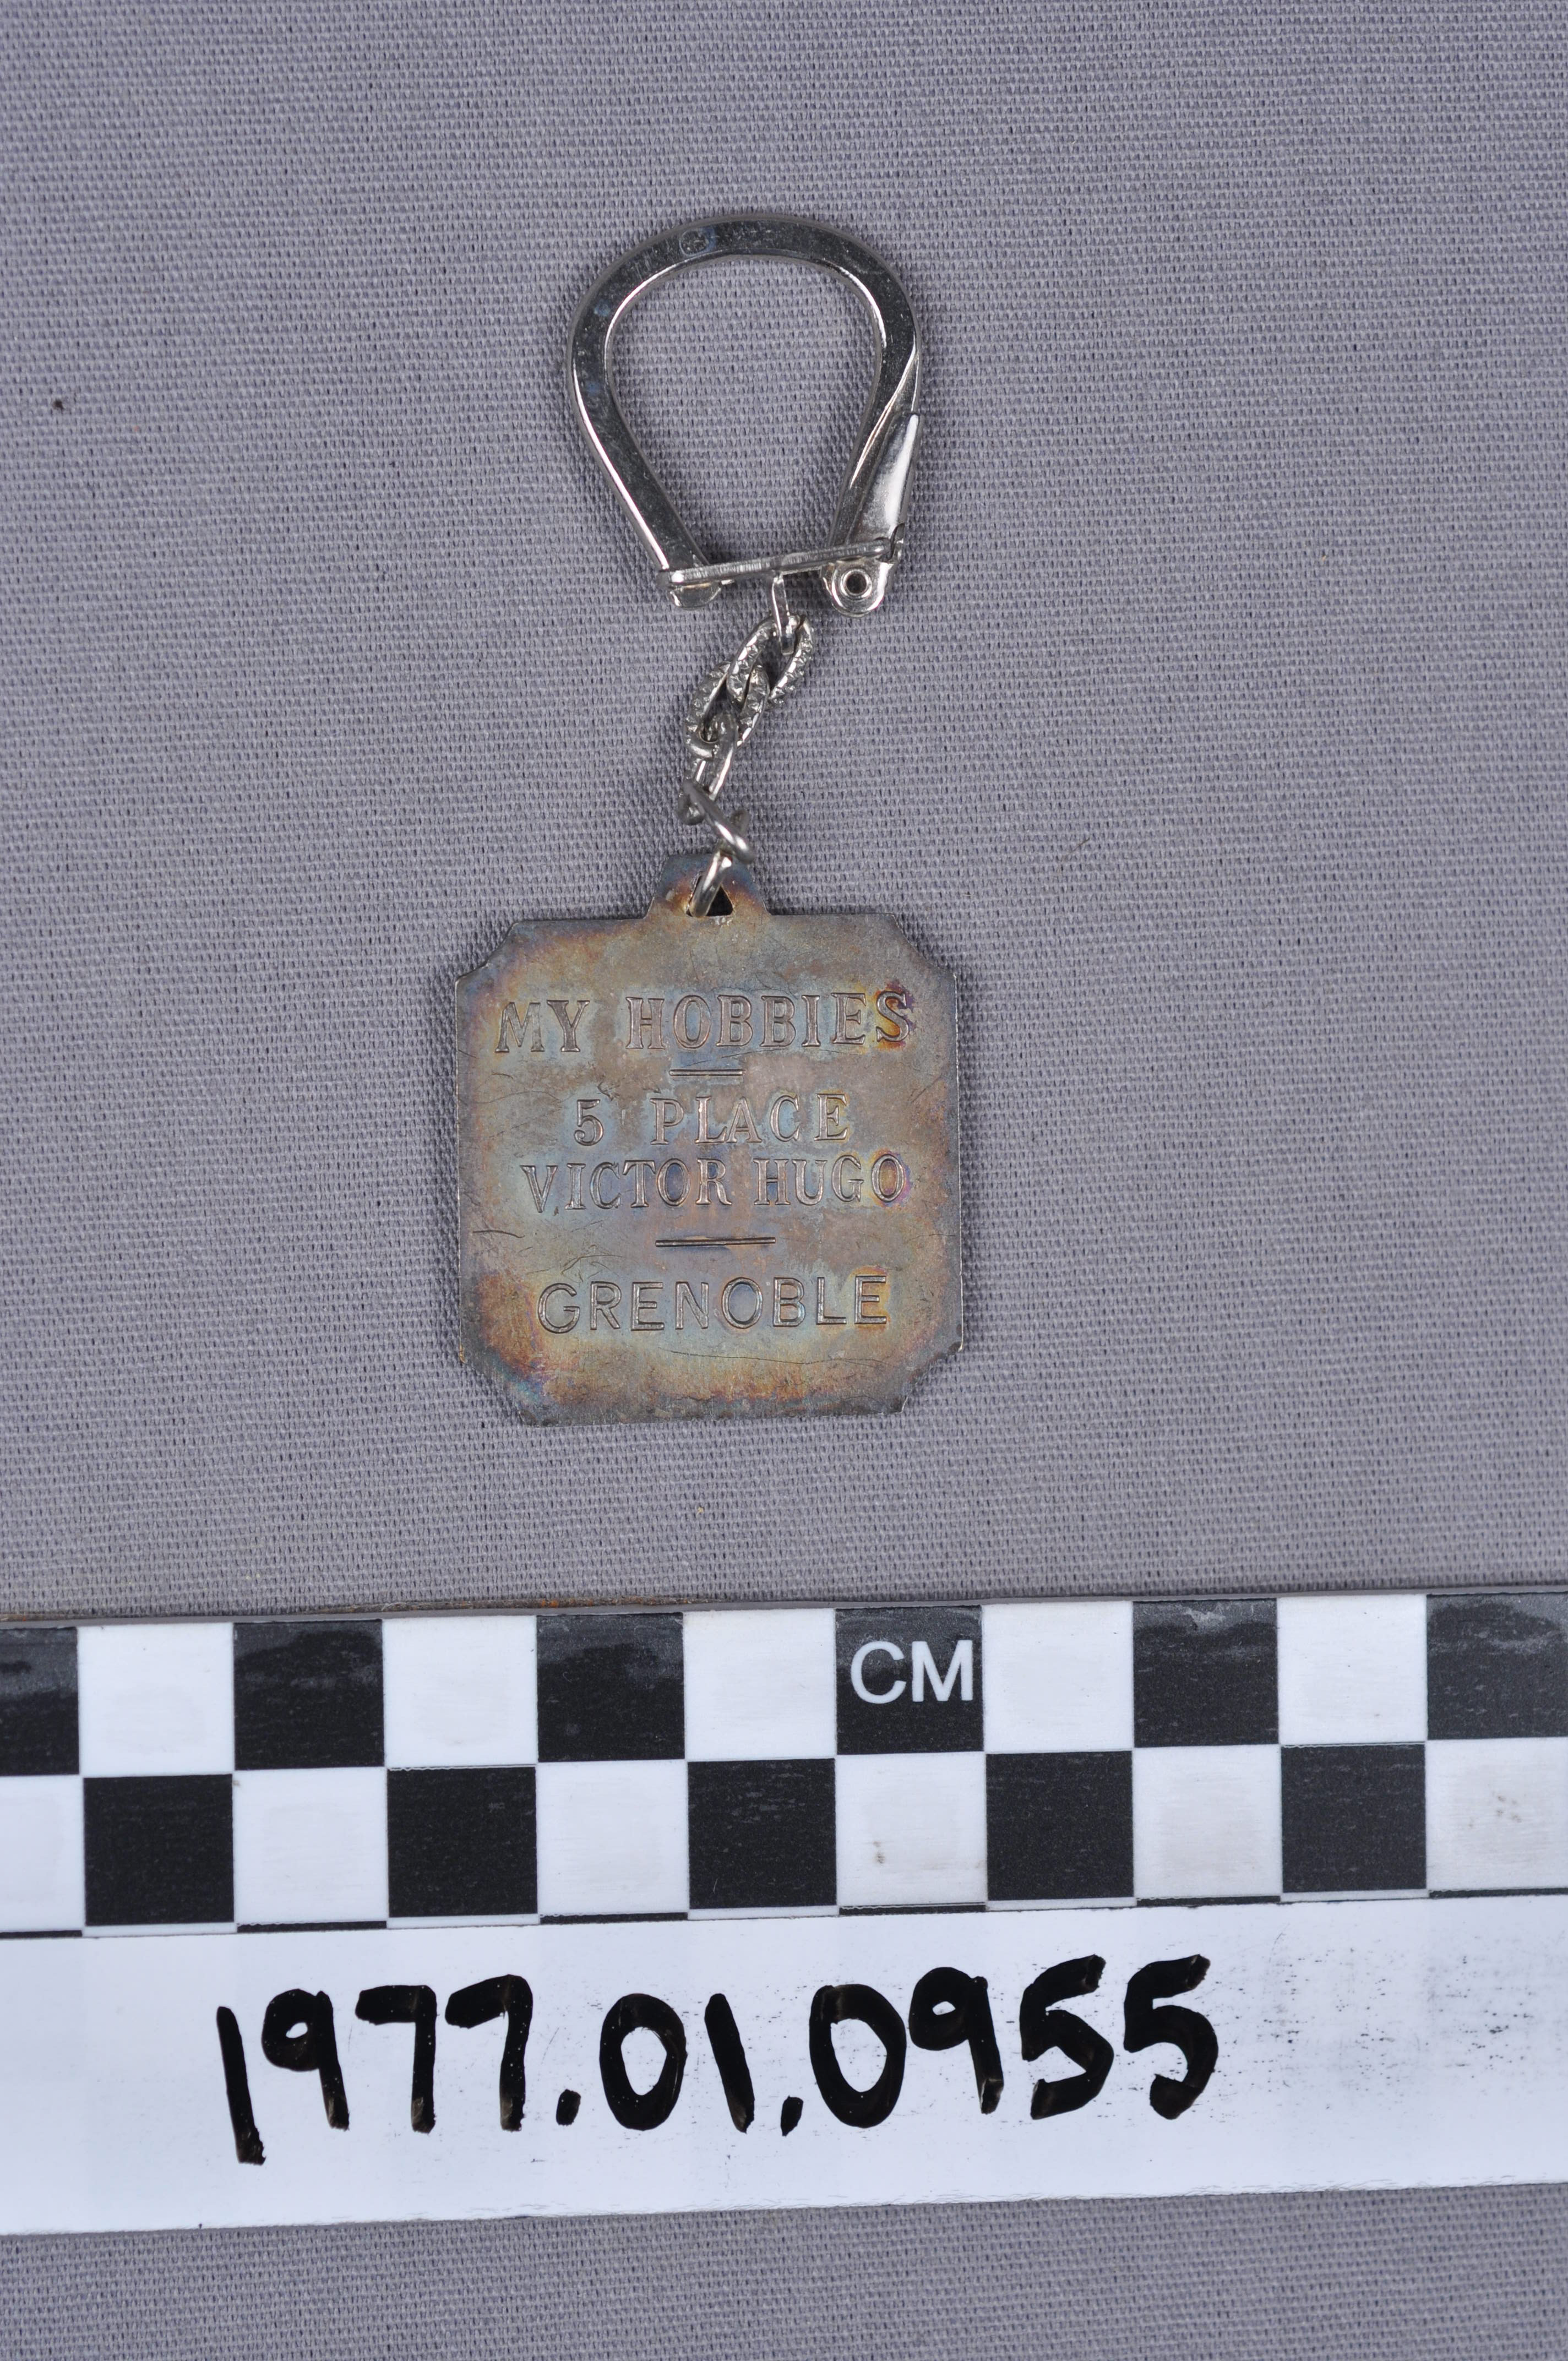 MY HOBBIES
5 PLACE
VICTOR HUGO
GRENOBLE
CM
1977.01.0955